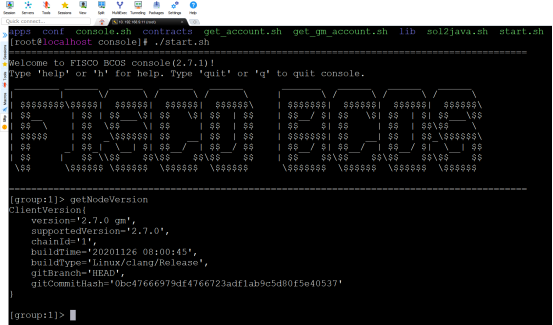 Session Servers Tools Sessions View Split MultiExec Tunneling Packages Settings Help
Quick connect...
apps conf console.sh contracts get_account.sh get_gm_account.sh lib sol2java.sh start.sh
[root@localhost console]# ./start.sh
=============================================================================================
Welcome to FISCO BCOS console(2.7.1)!
Type 'help' or 'h' for help. Type 'quit' or 'q' to quit console.
FISCO BCOS
=============================================================================================
[group:1]> getNodeVersion
ClientVersion{
version='2.7.0 gm',
supportedVersion='2.7.0',
chainId='1',
buildTime='20201126 08:00:45',
buildType='Linux/clang/Release',
gitBranch='HEAD',
gitCommitHash='0bc47666979df4766723adf1ab9c5d80f5e40537'
}
[group:1]>